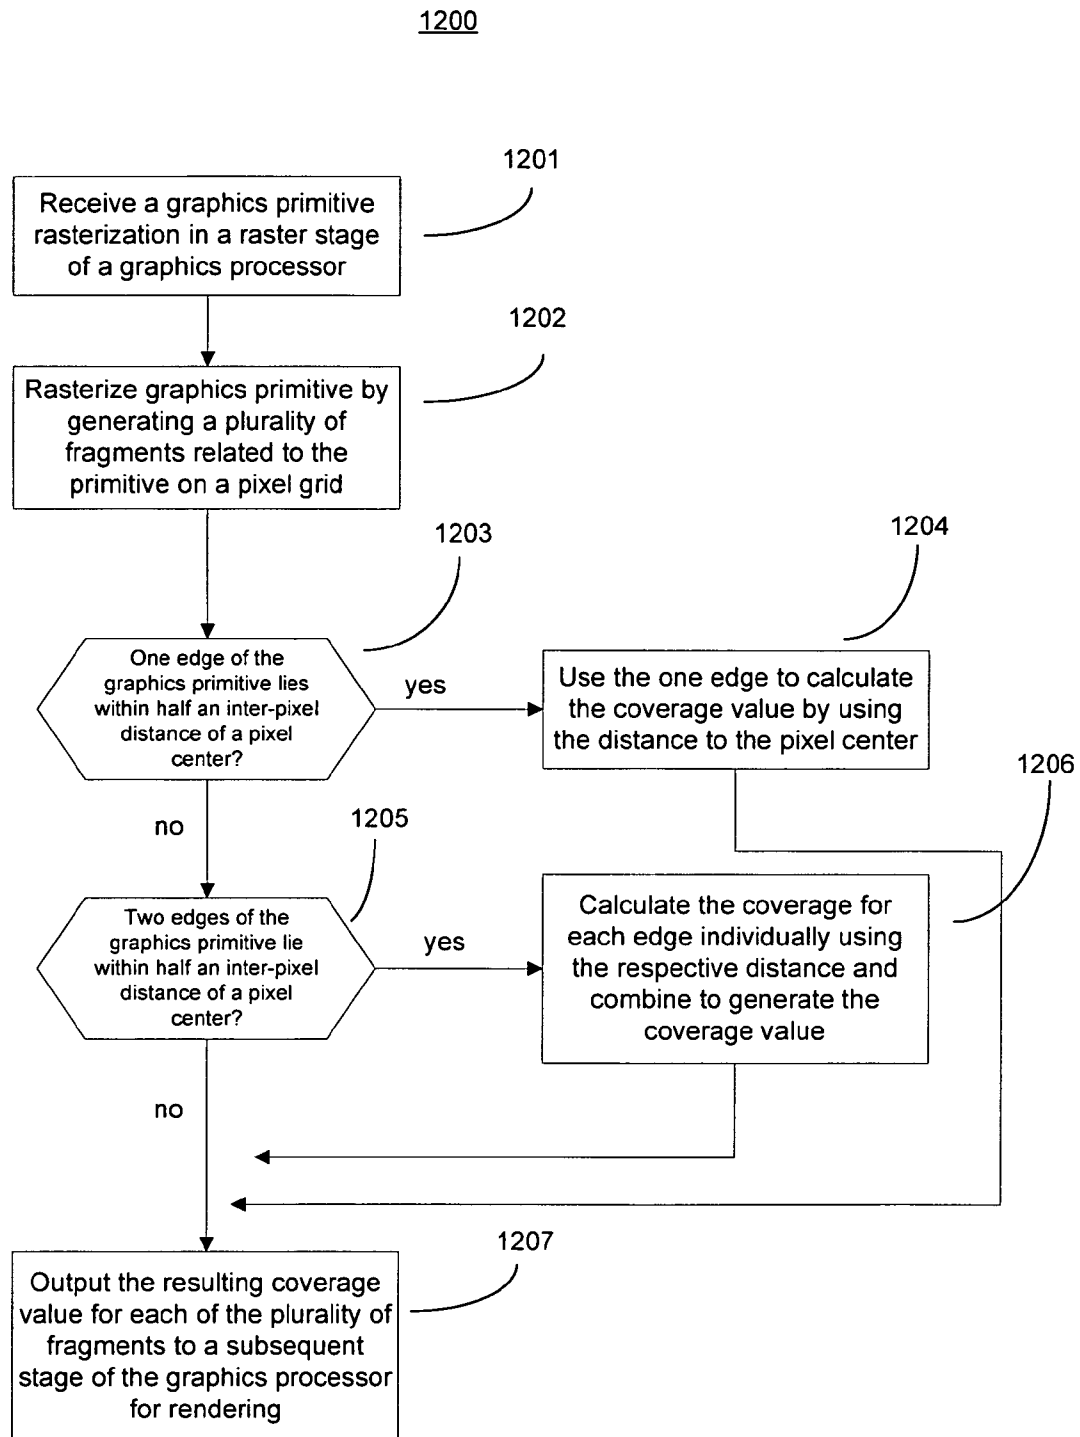 1200
1201
Receive a graphics primitive
rasterization in a raster stage
of a graphics processor
1202
Rasterize graphics primitive by
generating a plurality of
fragments related to the
primitive on a pixel grid
1203
1204
One edge of the
graphics primitive lies
within half an inter-pixel
distance of a pixel
center?
yes
Use the one edge to calculate
the coverage value by using
the distance to the pixel center
1206
no
1205
Two edges of the
graphics primitive lie
within half an inter-pixel
distance of a pixel
center?
yes
Calculate the coverage for
each edge individually using
the respective distance and
combine to generate the
coverage value
no
1207
Output the resulting coverage
value for each of the plurality of
fragments to a subsequent
stage of the graphics processor
for rendering